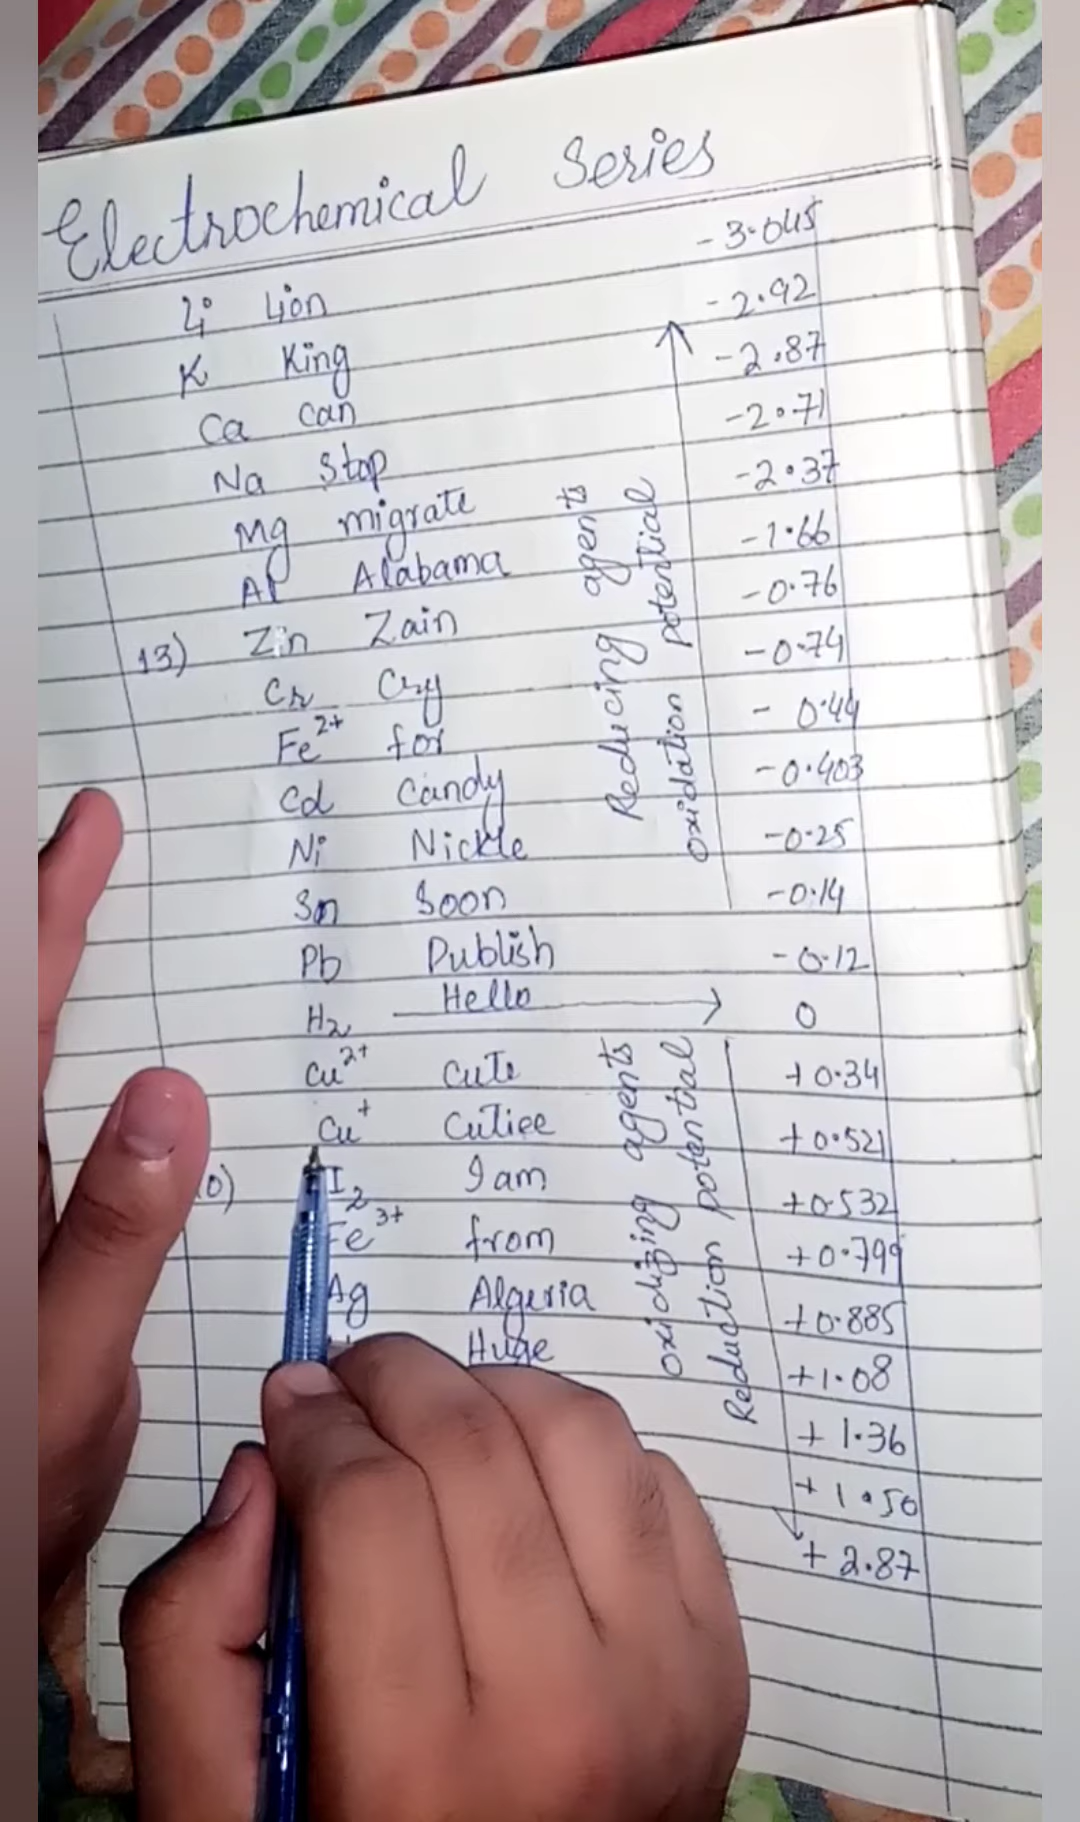 Electrochemical Series
Li Lion -3.045
K King -2.92
Ca can -2.87
Na Stop -2.71
Mg migrate -2.37
Al Alabama -1.66
13) Zn Zain -0.76
Cr Cry -0.74
Fe2+ for -0.44
Cd Candy -0.403
Ni Nickle -0.25
Sn Soon -0.14
Pb Publish -0.12
H2 Hello → 0
Cu2+ Cute +0.34
Cu+ Cutiee +0.521
0) I2 I am +0.532
Fe3+ from +0.799
Ag Algeria +0.885
Huge +1.08
+1.36
+1.50
+2.87
Reducing agents
oxidation potential
oxidizing agents
Reduction potential